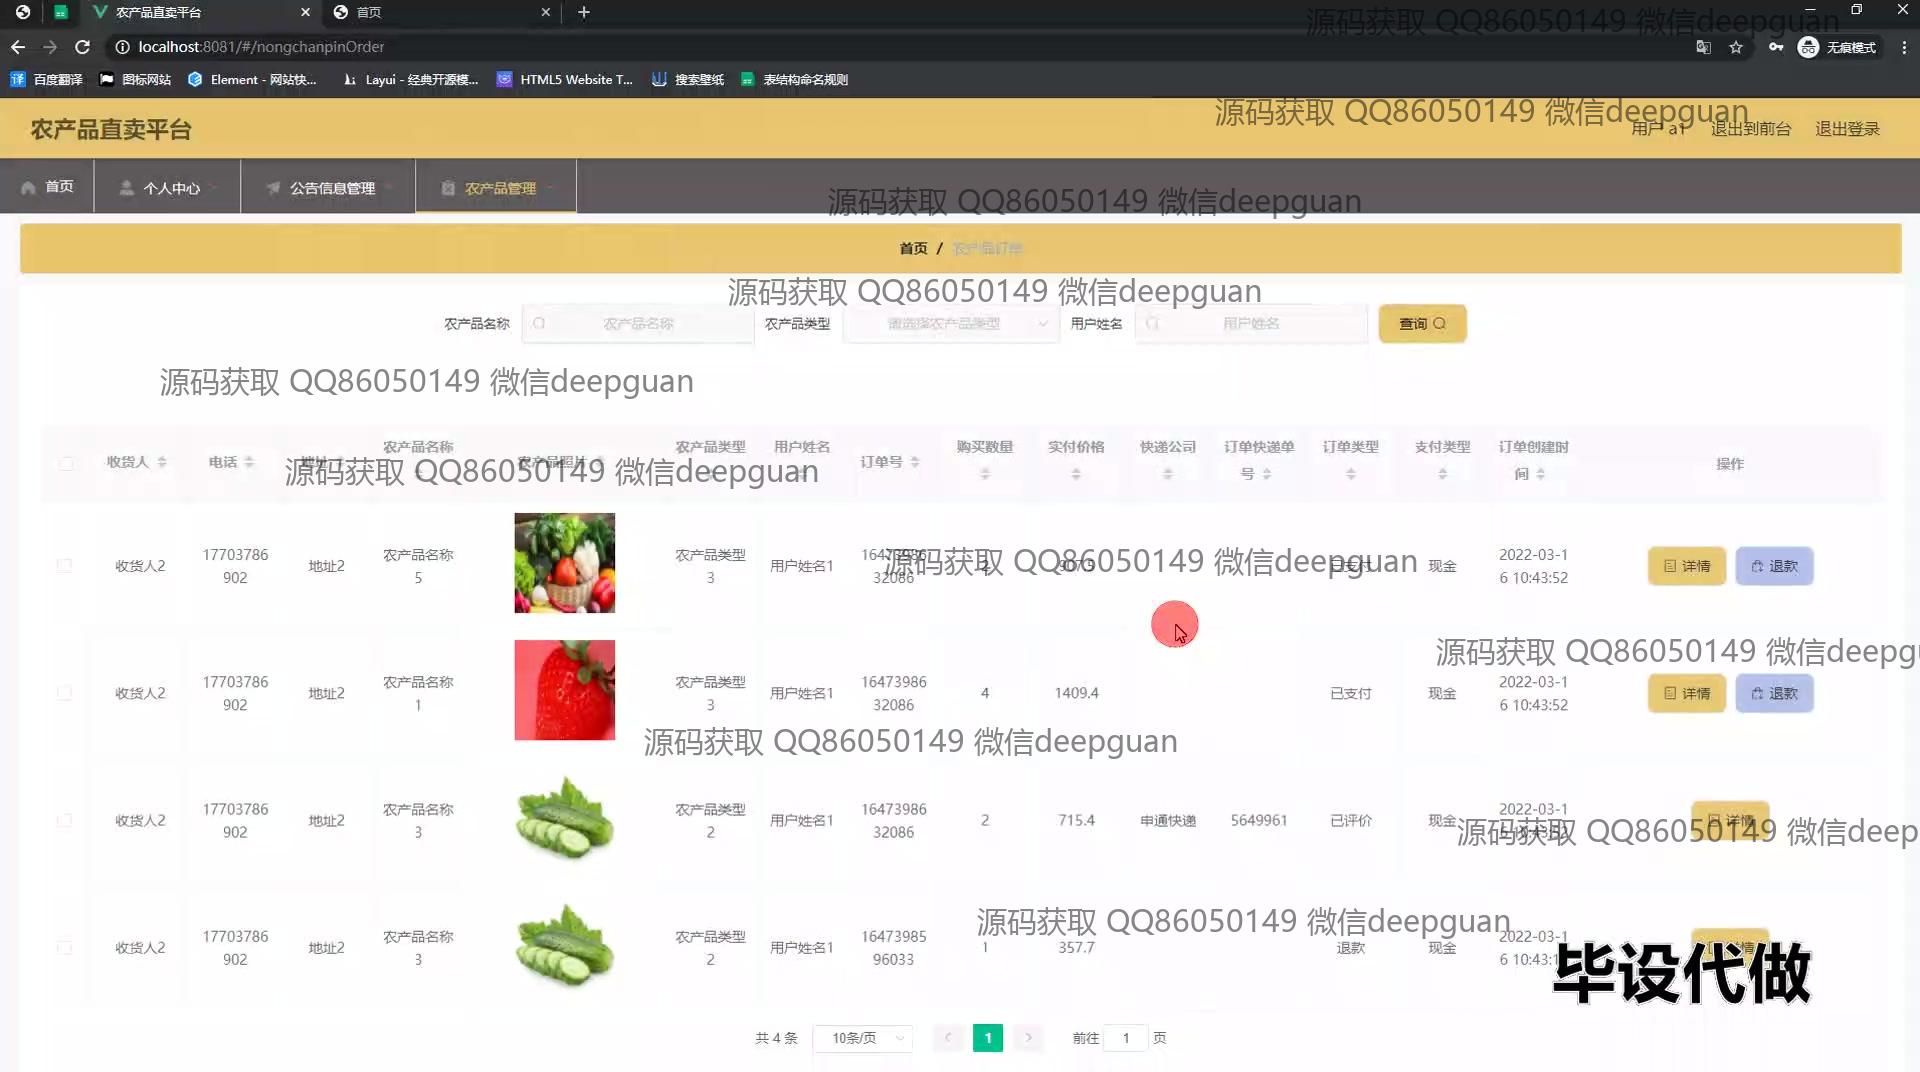 农产品直卖平台
首页
localhost:8081/#/nongchanpinOrder
无痕模式
百度翻译
图标网站
Element - 网站快...
Layui - 经典开源模...
HTML5 Website T...
搜索壁纸
表结构命名规则
源码获取 QQ86050149 微信deepguan
农产品直卖平台
源码获取 QQ86050149 微信deepguan
用户 a1
退出到前台
退出登录
首页
个人中心
公告信息管理
农产品管理
源码获取 QQ86050149 微信deepguan
首页 / 农产品订单
源码获取 QQ86050149 微信deepguan
农产品名称 农产品名称 农产品类型 请选择农产品类型 用户姓名 用户姓名 查询
源码获取 QQ86050149 微信deepguan
收货人 电话 农产品名称 农产品照片 农产品类型 用户姓名 订单号 购买数量 实付价格 快递公司 订单快递单号 订单类型 支付类型 订单创建时间 操作
源码获取 QQ86050149 微信deepguan
收货人2 17703786902 地址2 农产品名称5 农产品类型3 用户姓名1 1647398632086 已支付 现金 2022-03-16 10:43:52 详情 退款
源码获取 QQ86050149 微信deepguan
源码获取 QQ86050149 微信deepg
收货人2 17703786902 地址2 农产品名称1 农产品类型3 用户姓名1 1647398632086 4 1409.4 已支付 现金 2022-03-16 10:43:52 详情 退款
源码获取 QQ86050149 微信deepguan
收货人2 17703786902 地址2 农产品名称3 农产品类型2 用户姓名1 1647398632086 2 715.4 申通快递 5649961 已评价 现金 2022-03-16 10:43:52 详情
源码获取 QQ86050149 微信deep
源码获取 QQ86050149 微信deepguan
收货人2 17703786902 地址2 农产品名称3 农产品类型2 用户姓名1 1647398596033 1 357.7 退款 现金 2022-03-16 10:43:
毕设代做
共 4 条 10条/页 1 前往 1 页